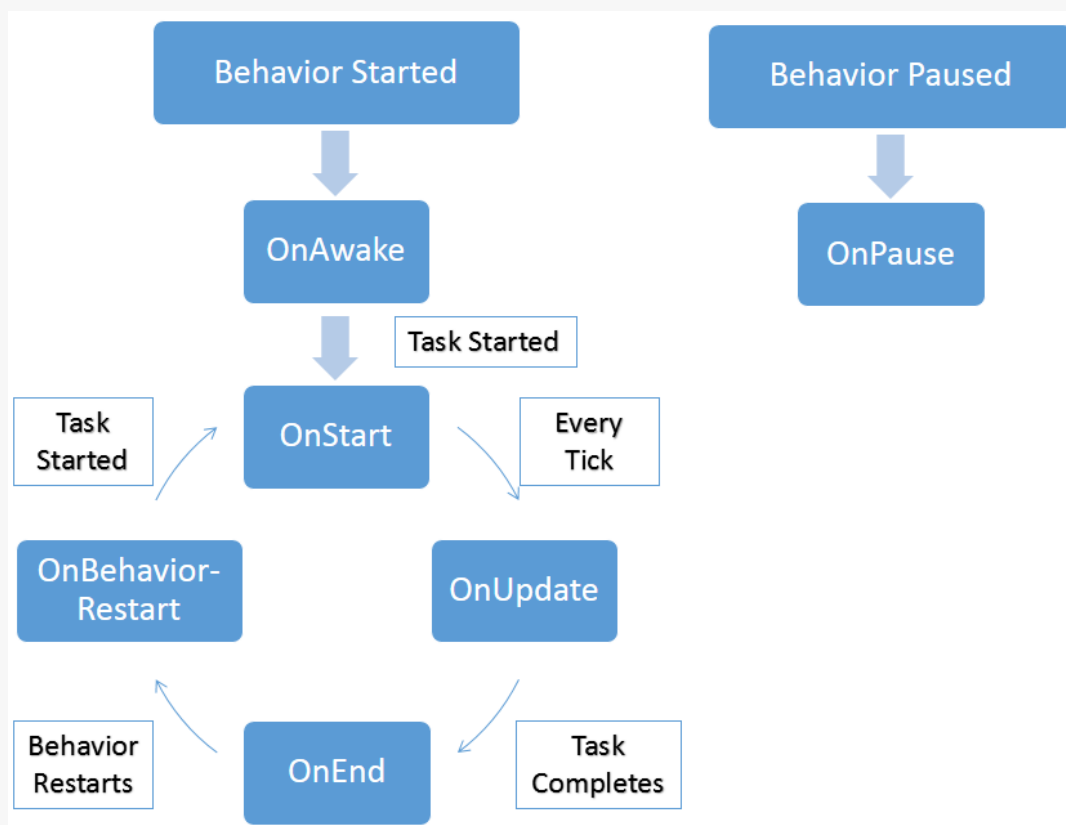 Behavior Started
Behavior Paused
OnAwake
OnPause
Task Started
Task
Started
OnStart
Every
Tick
OnBehavior-
Restart
OnUpdate
Behavior
Restarts
OnEnd
Task
Completes